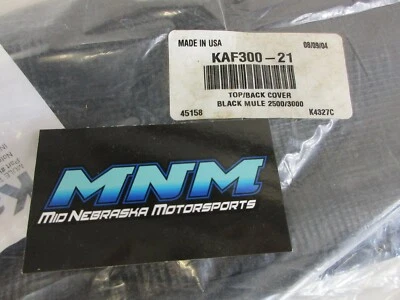 MADE IN USA 08/09/04
KAF300-21
TOP/BACK COVER
BLACK MULE 2500/3000
45158 K4327C
MNM
MID NEBRASKA MOTORSPORTS